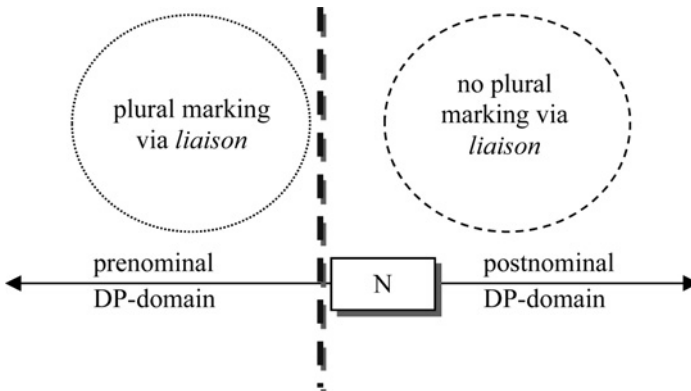 plural marking
via liaison
no plural
marking via
liaison
prenominal
DP-domain
N
postnominal
DP-domain